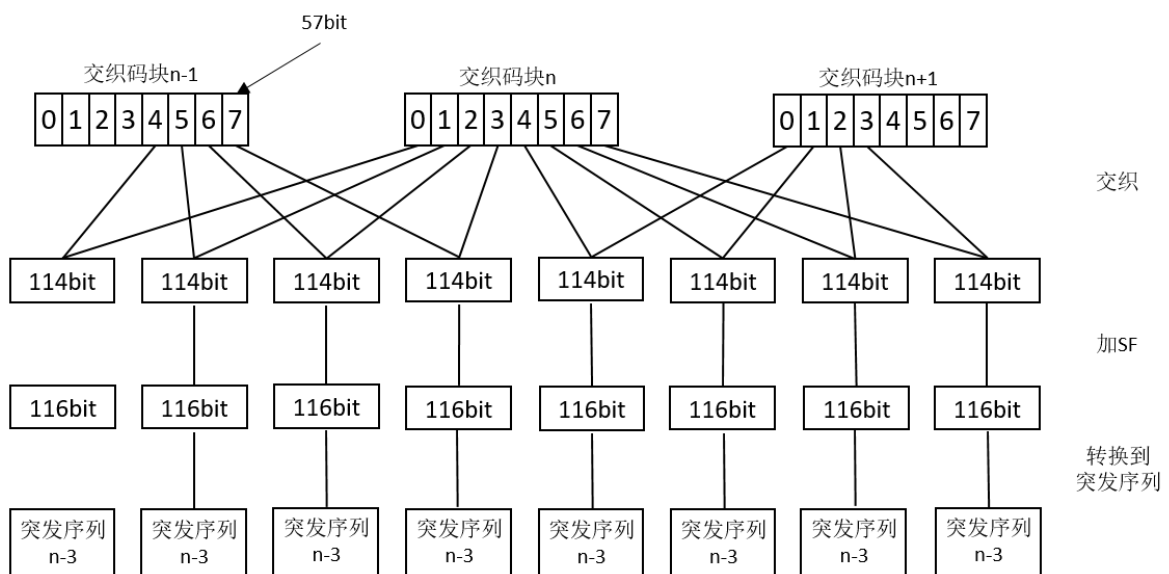 57bit
交织码块n-1
交织码块n
交织码块n+1
0 1 2 3 4 5 6 7
0 1 2 3 4 5 6 7
0 1 2 3 4 5 6 7
交织
114bit
114bit
114bit
114bit
114bit
114bit
114bit
114bit
加SF
116bit
116bit
116bit
116bit
116bit
116bit
116bit
116bit
转换到
突发序列
突发序列
n-3
突发序列
n-3
突发序列
n-3
突发序列
n-3
突发序列
n-3
突发序列
n-3
突发序列
n-3
突发序列
n-3